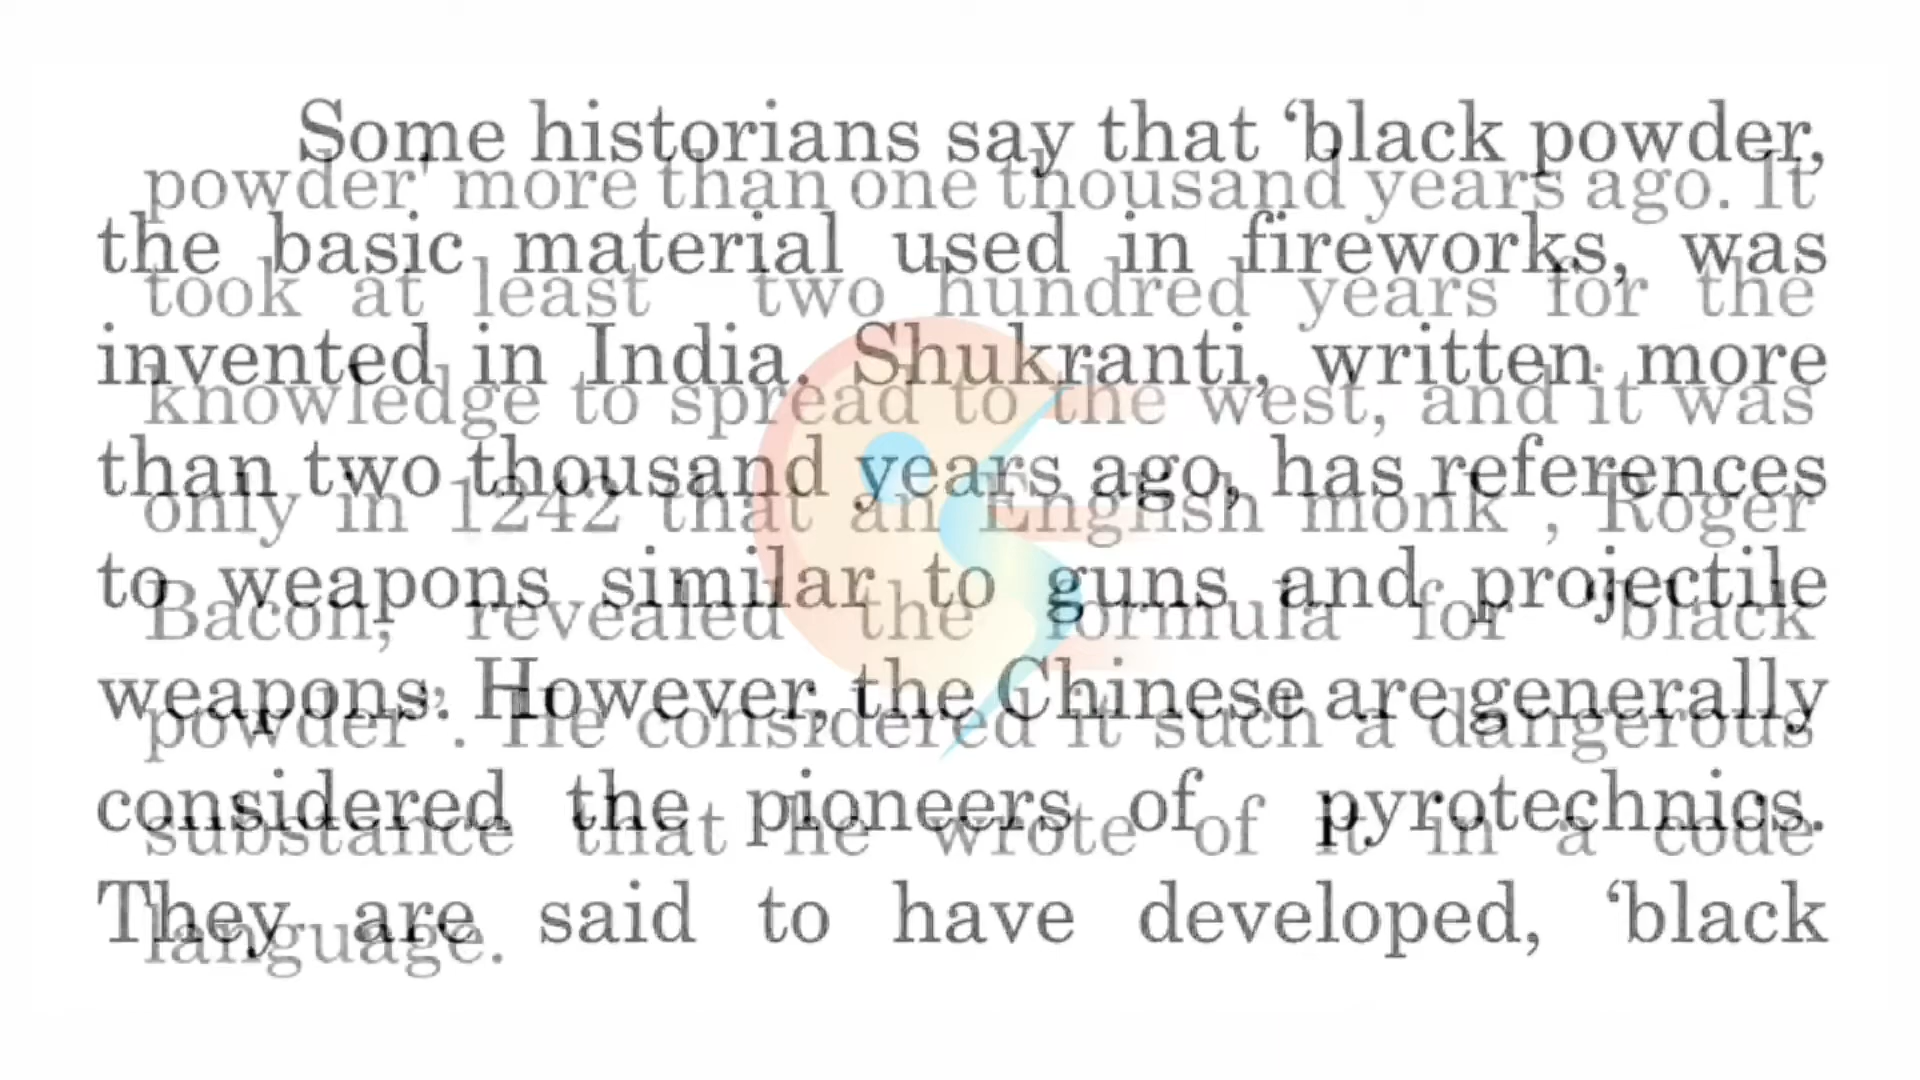 Some historians say that ‘black powder,
the basic material used in fireworks, was
invented in India. Shukranti, written more
than two thousand years ago, has references
to weapons similar to guns and projectile
weapons. However, the Chinese are generally
considered the pioneers of pyrotechnics.
They are said to have developed, ‘black
powder' more than one thousand years ago. It
took at least two hundred years for the
knowledge to spread to the west, and it was
only in 1242 that an English monk , Roger
Bacon, revealed the formula for ‘black
powder’. He considered it such a dangerous
substance that he wrote of it in a code
language.